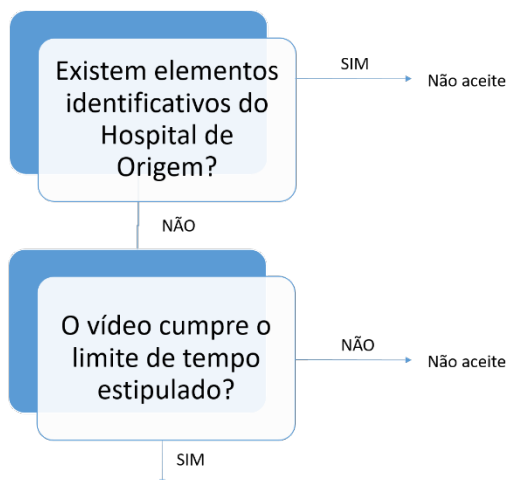 Existem elementos
identificativos do
Hospital de
Origem?
SIM
Não aceite
NÃO
O vídeo cumpre o
limite de tempo
estipulado?
NÃO
Não aceite
SIM